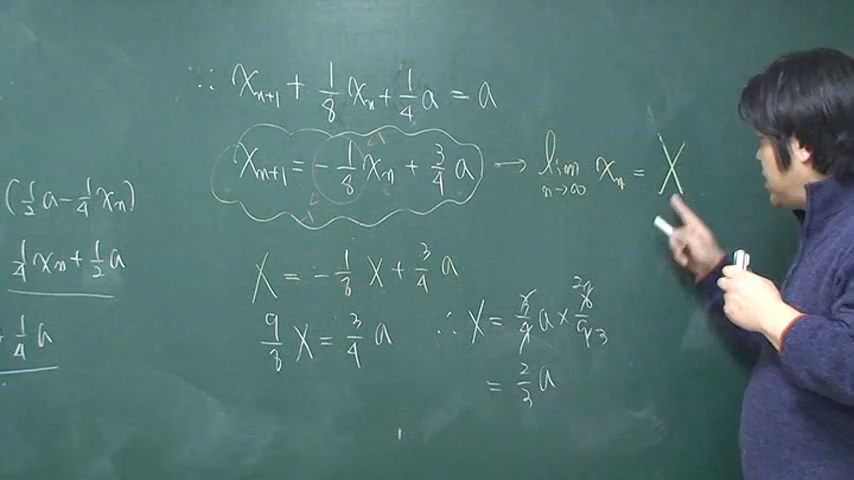 (1/2 a - 1/4 xₙ)
1/4 xₙ + 1/2 a
+ 1/4 a
∵ xₙ₊₁ + 1/8 xₙ + 1/4 a = a
xₙ₊₁ = - 1/8 xₙ + 3/4 a → lim n→∞ xₙ = X
X = - 1/8 X + 3/4 a
9/8 X = 3/4 a
∴ X = 3/4 a × 8/9 2 3
= 2/3 a